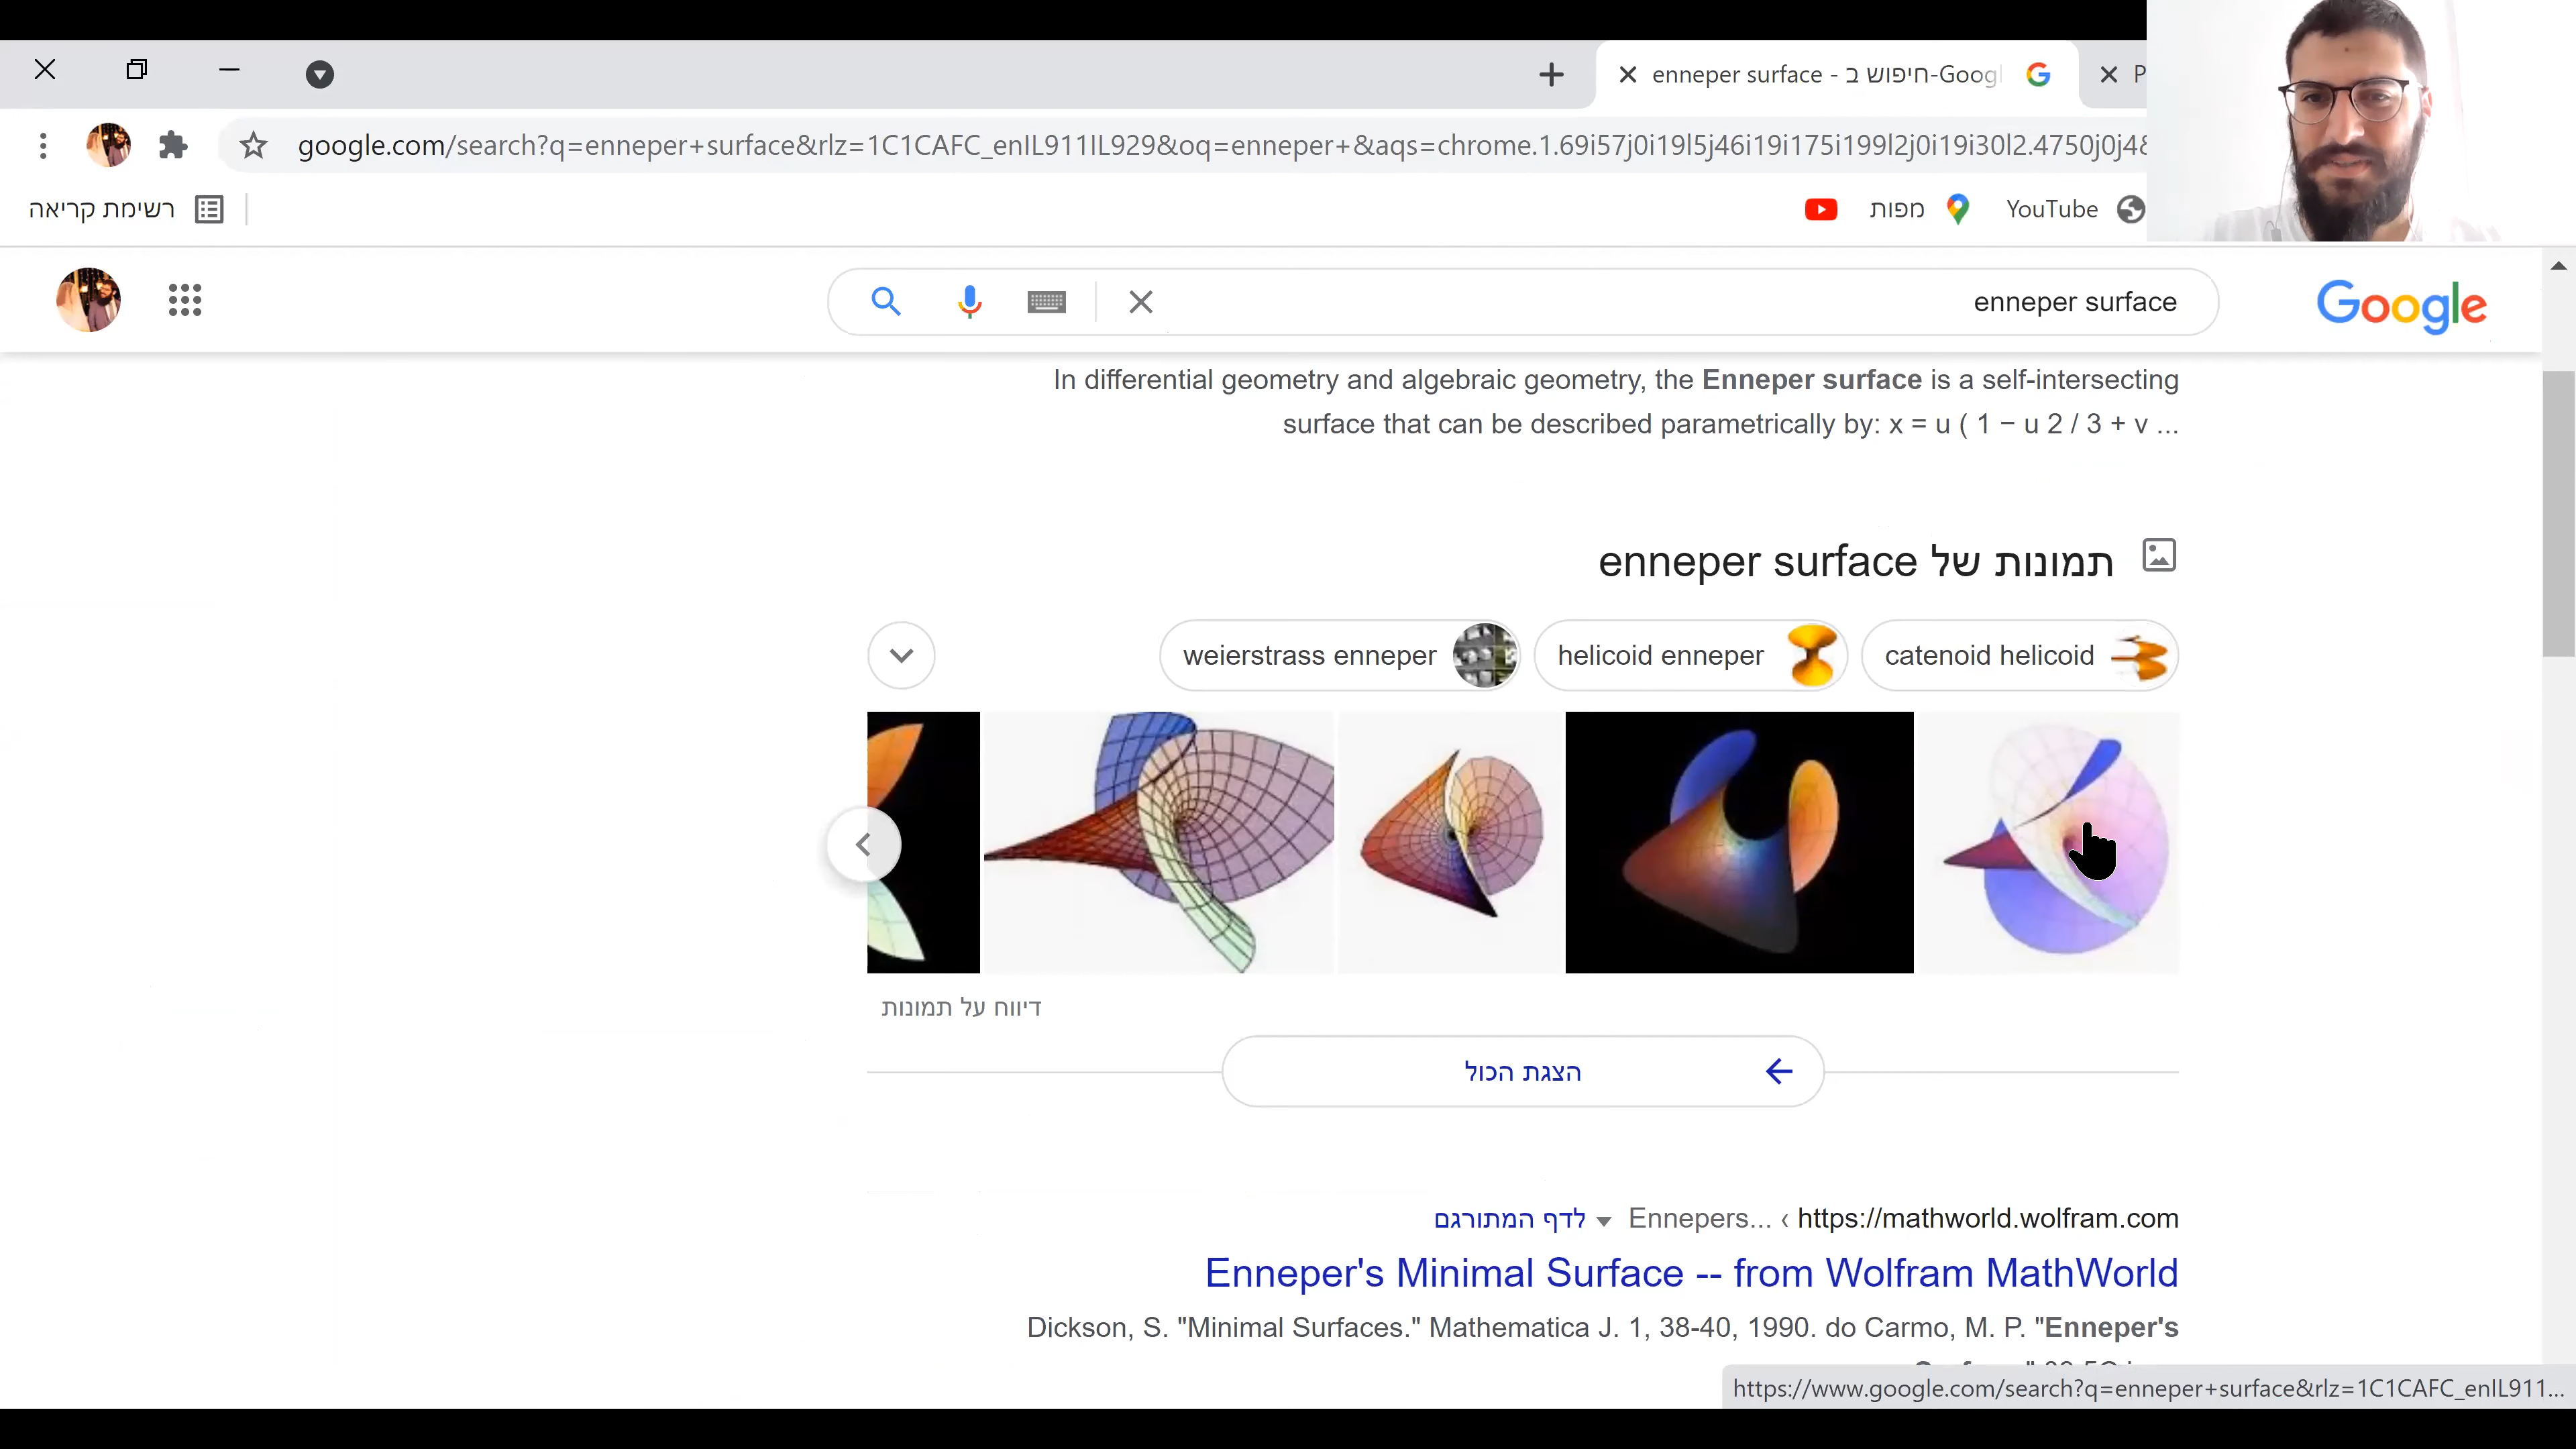 enneper surface - חיפוש ב-Goog
P
google.com/search?q=enneper+surface&rlz=1C1CAFC_enIL911IL929&oq=enneper+&aqs=chrome.1.69i57j0i19l5j46i19i175i199l2j0i19i30l2.4750j0j4&
YouTube
מפות
רשימת קריאה
Google
enneper surface
In differential geometry and algebraic geometry, the Enneper surface is a self-intersecting
surface that can be described parametrically by: x = u ( 1 − u 2 / 3 + v ...
תמונות של enneper surface
catenoid helicoid
helicoid enneper
weierstrass enneper
דיווח על תמונות
הצגת הכול
https://mathworld.wolfram.com › Ennepers... לדף המתורגם
Enneper's Minimal Surface -- from Wolfram MathWorld
Dickson, S. "Minimal Surfaces." Mathematica J. 1, 38-40, 1990. do Carmo, M. P. "Enneper's
https://www.google.com/search?q=enneper+surface&rlz=1C1CAFC_enIL911...